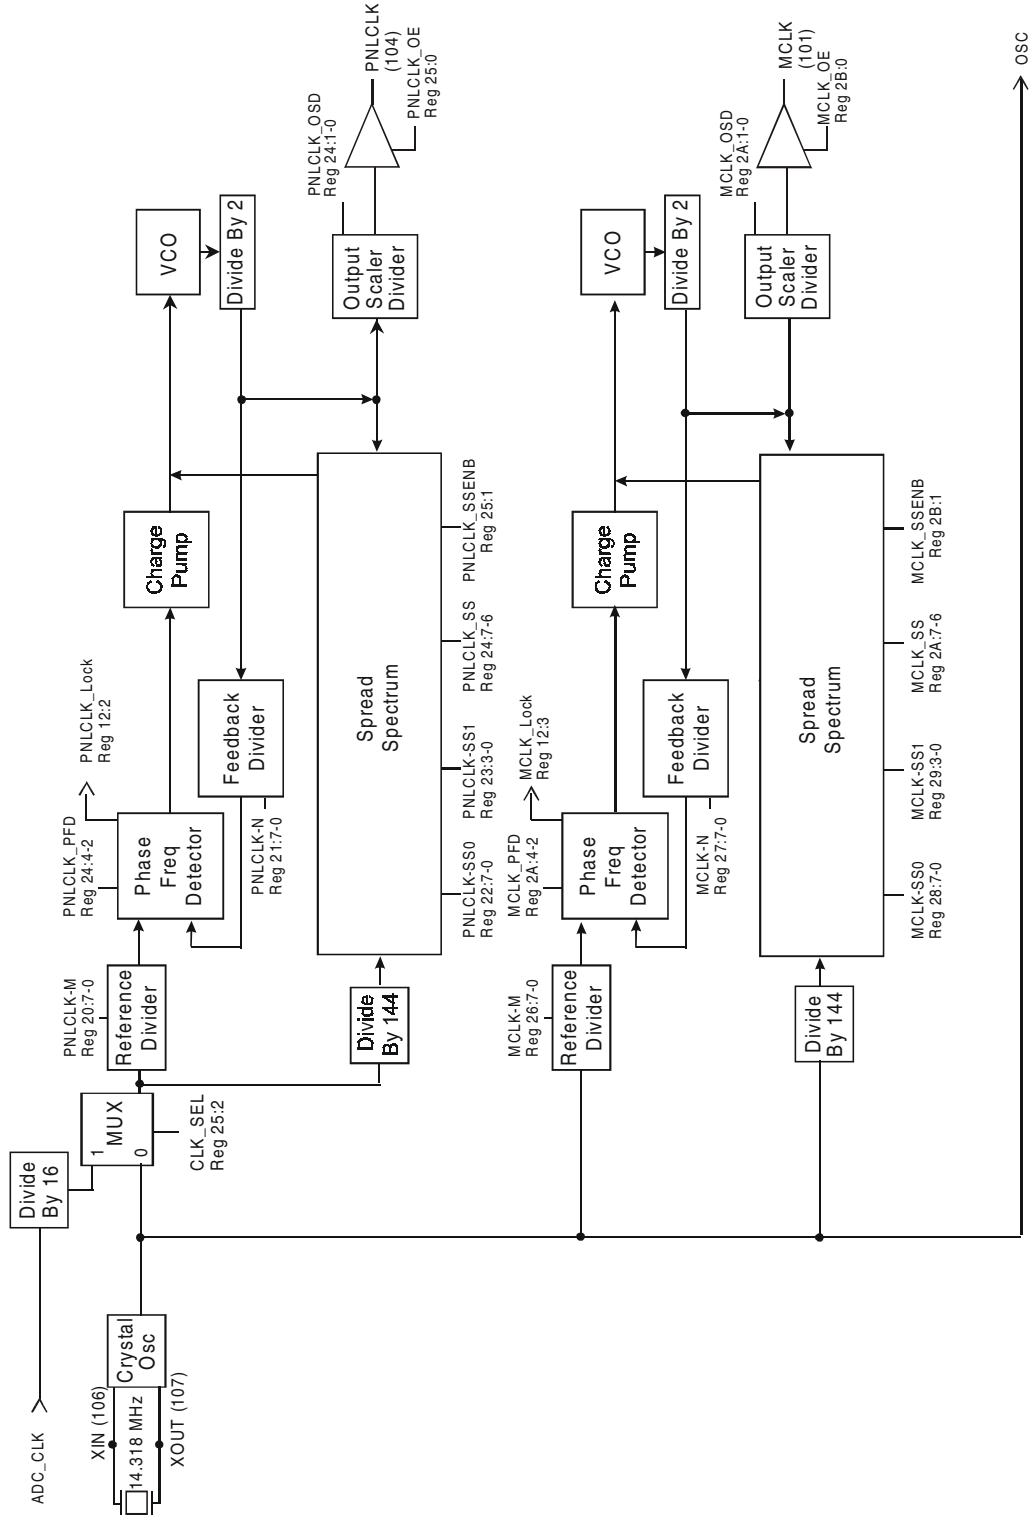 ADC_CLK
XIN (106)
14.318 MHz
XOUT (107)
Crystal
Osc
Divide
By 16
1
MUX
0
CLK_SEL
Reg 25:2
PNLCLK-M
Reg 20:7-0
Reference
Divider
PNLCLK_PFD
Reg 24:4-2
PNLCLK_Lock
Reg 12:2
Phase
Freq
Detector
Charge
Pump
VCO
Divide By 2
Feedback
Divider
PNLCLK-N
Reg 21:7-0
Divide
By 144
Spread
Spectrum
PNLCLK-SS0
Reg 22:7-0
PNLCLK-SS1
Reg 23:3-0
PNLCLK_SS
Reg 24:7-6
PNLCLK_SSENB
Reg 25:1
Output
Scaler
Divider
PNLCLK_OSD
Reg 24:1-0
PNLCLK
(104)
PNLCLK_OE
Reg 25:0
MCLK-M
Reg 26:7-0
Reference
Divider
MCLK_PFD
Reg 2A:4-2
MCLK_Lock
Reg 12:3
Phase
Freq
Detector
Charge
Pump
VCO
Divide By 2
Feedback
Divider
MCLK-N
Reg 27:7-0
Divide
By 144
Spread
Spectrum
MCLK-SS0
Reg 28:7-0
MCLK-SS1
Reg 29:3-0
MCLK_SS
Reg 2A:7-6
MCLK_SSENB
Reg 2B:1
Output
Scaler
Divider
MCLK_OSD
Reg 2A:1-0
MCLK
(101)
MCLK_OE
Reg 2B:0
OSC